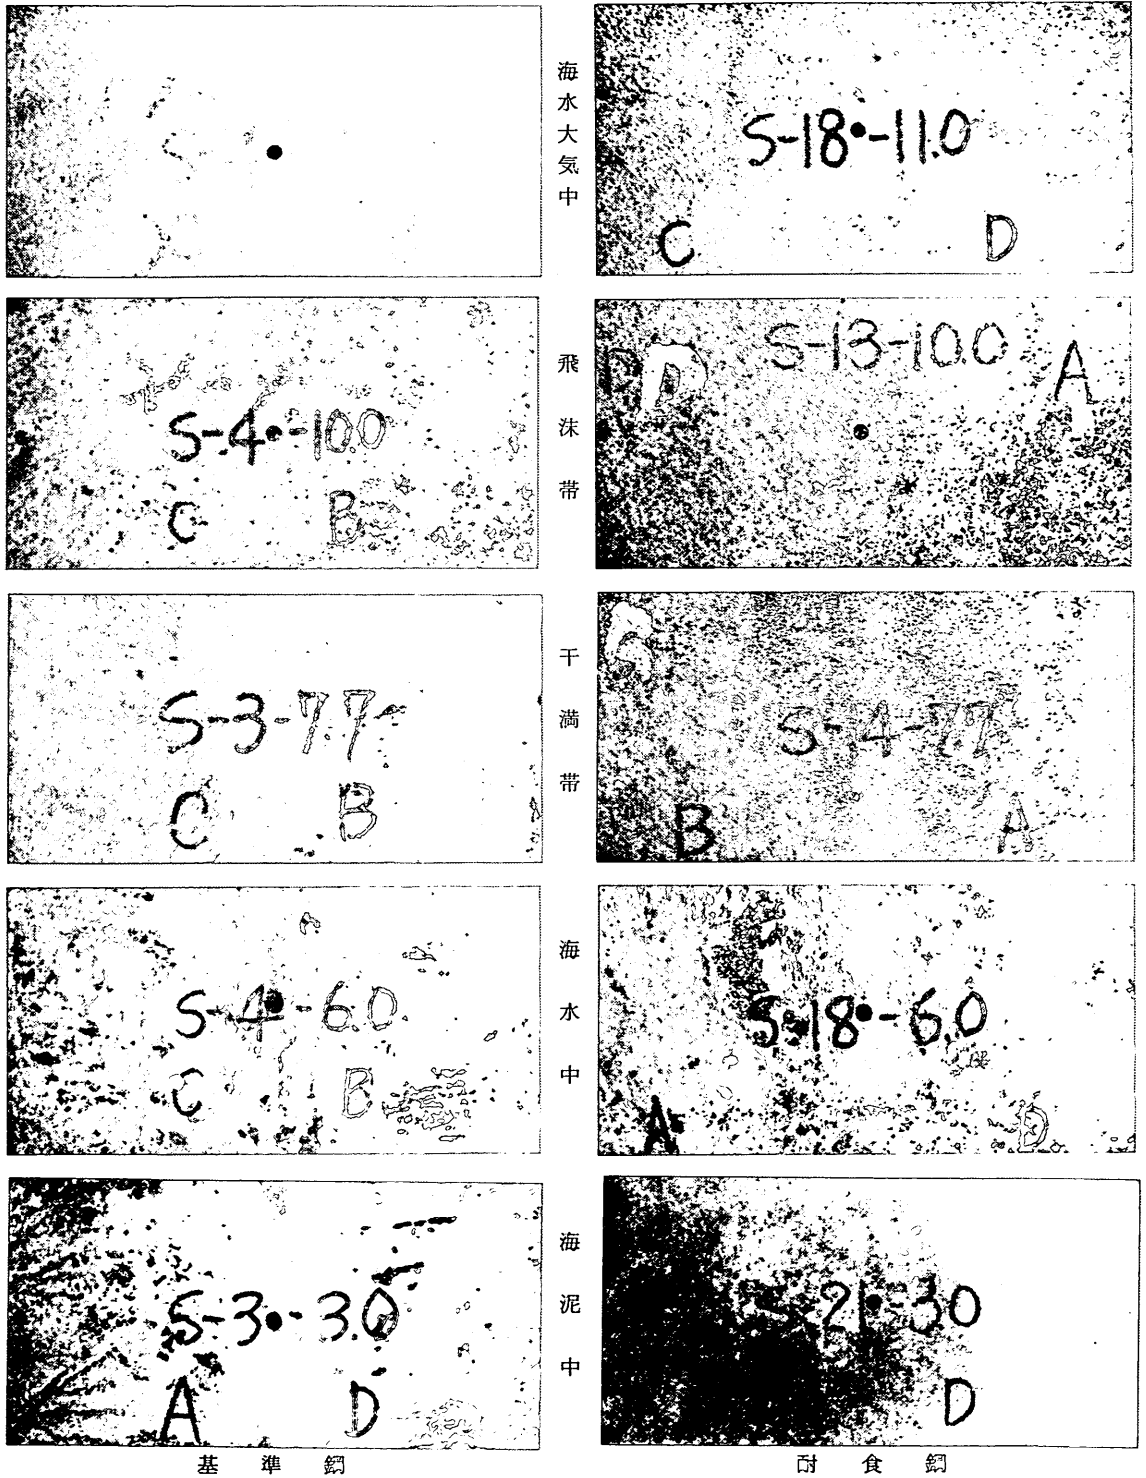 海水大気中
S-18-11.0
C D
飛沫帯
S-4-10.0
C B
S-13-10.0
D A
干満帯
S-3-7.7
C B
S-4-7.7
B A
海水中
S-4-6.0
C B
S-18-6.0
A D
海泥中
S-3-3.0
A D
S-21-30
D
基準鋼
耐食鋼